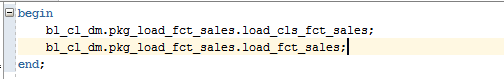 begin
bl_cl_dm.pkg_load_fct_sales.load_cls_fct_sales;
bl_cl_dm.pkg_load_fct_sales.load_fct_sales;
end;